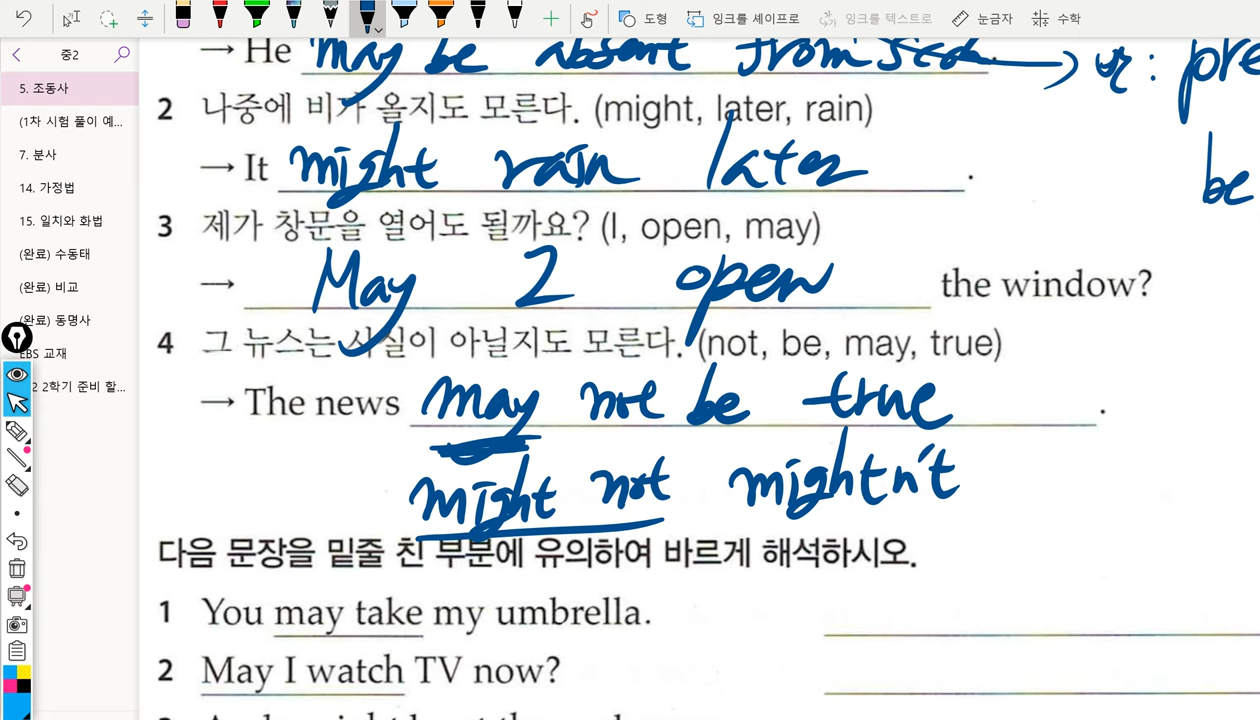 도형 잉크를 셰이프로 잉크를 텍스트로 눈금자 수학
중2
5. 조동사
(1차 시험 풀이 예...
7. 분사
14. 가정법
15. 일치와 화법
(완료) 수동태
(완료) 비교
(완료) 동명사
EBS 교재
2 2학기 준비 할...
→ He may be absent from
2 나중에 비가 올지도 모른다. (might, later, rain)
→ It might rain later .
be
3 제가 창문을 열어도 될까요? (I, open, may)
→ May I open the window?
4 그 뉴스는 사실이 아닐지도 모른다. (not, be, may, true)
→ The news may not be true .
might not mightn't
다음 문장을 밑줄 친 부분에 유의하여 바르게 해석하시오.
1 You may take my umbrella.
2 May I watch TV now?